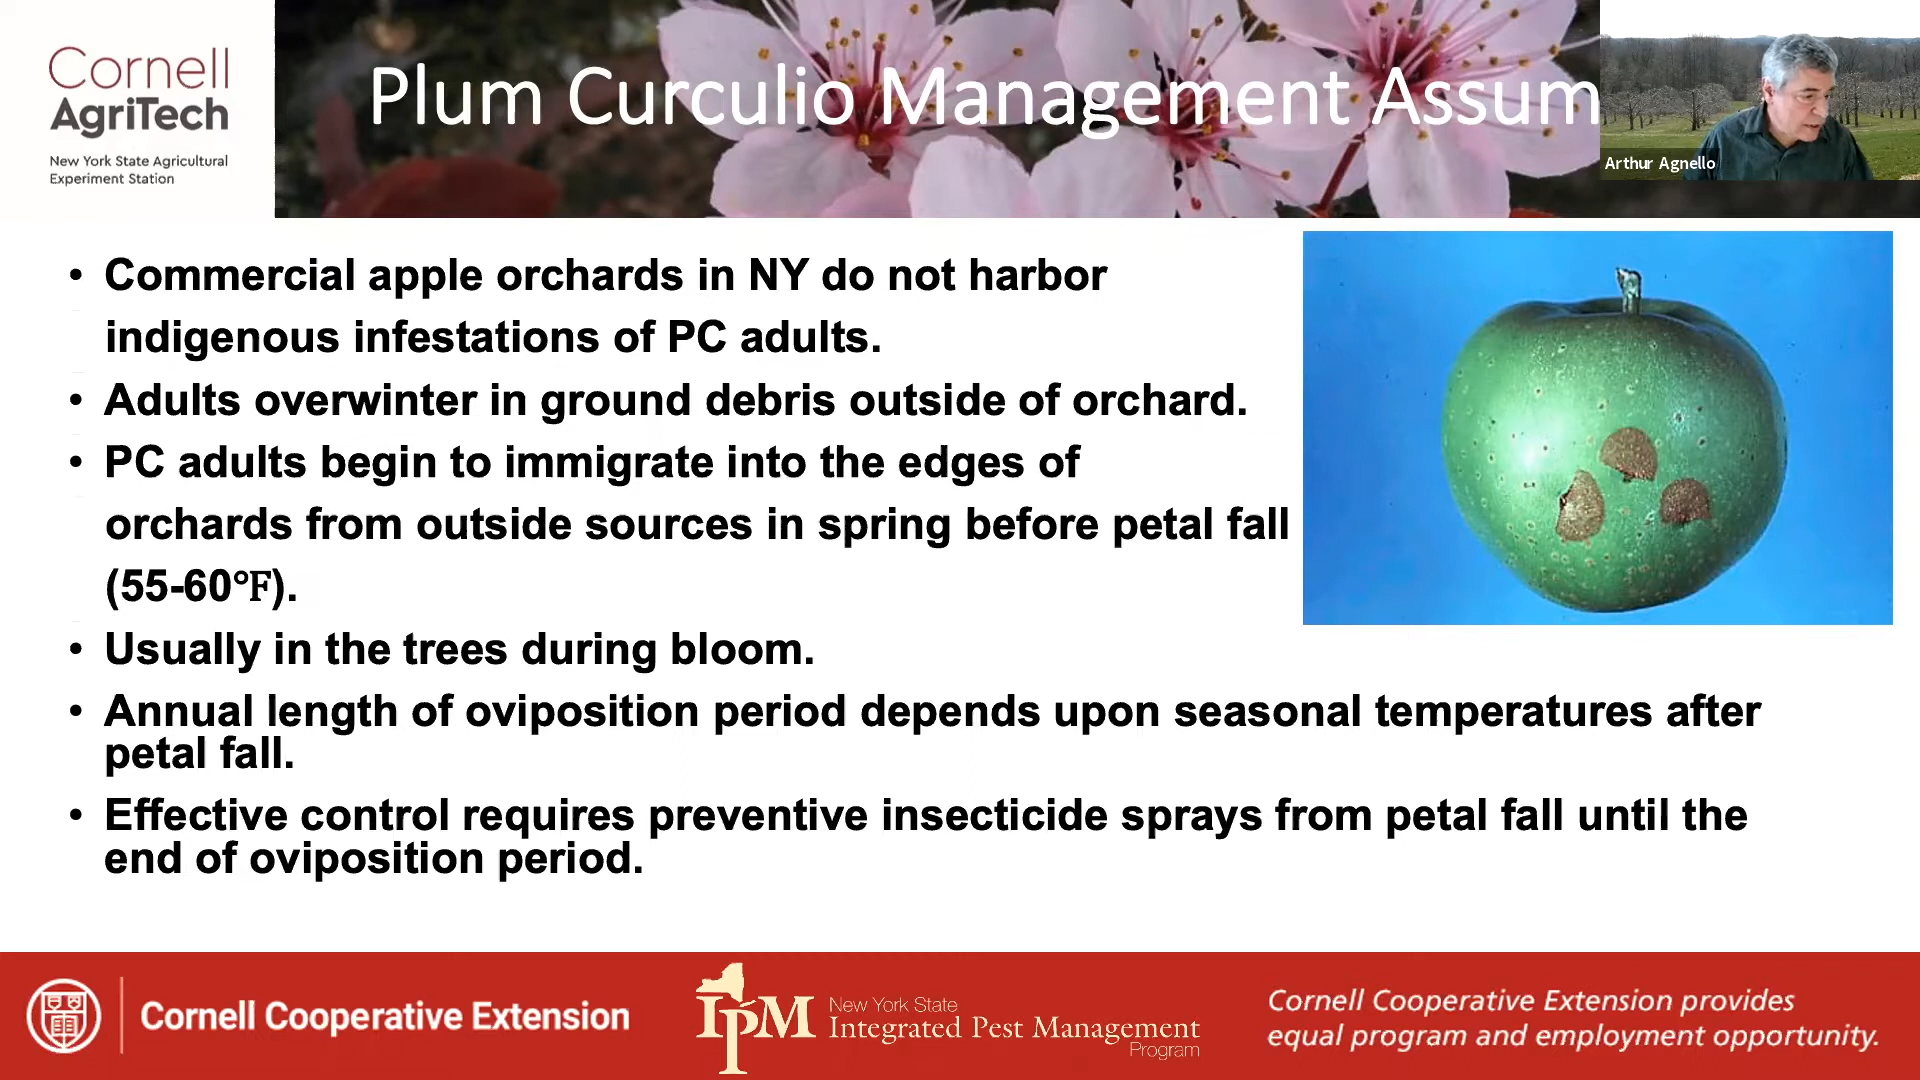 Cornell
AgriTech
New York State Agricultural
Experiment Station
Plum Curculio Management Assum
Arthur Agnello
• Commercial apple orchards in NY do not harbor
indigenous infestations of PC adults.
• Adults overwinter in ground debris outside of orchard.
• PC adults begin to immigrate into the edges of
orchards from outside sources in spring before petal fall
(55-60°F).
• Usually in the trees during bloom.
• Annual length of oviposition period depends upon seasonal temperatures after
petal fall.
• Effective control requires preventive insecticide sprays from petal fall until the
end of oviposition period.
Cornell Cooperative Extension
IPM
New York State
Integrated Pest Management
Program
Cornell Cooperative Extension provides
equal program and employment opportunity.